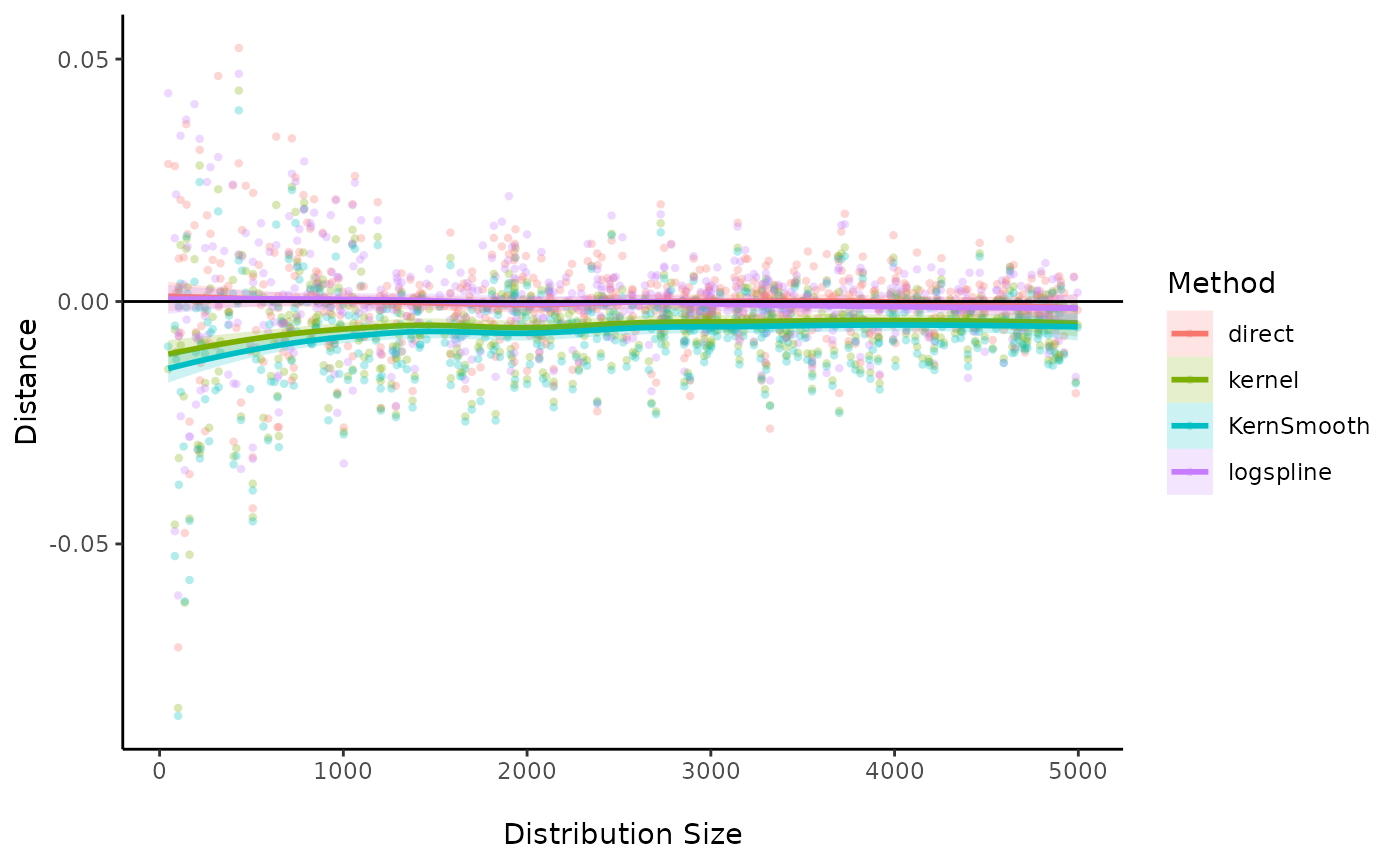 0.05
0.00
-0.05
Distance
0 1000 2000 3000 4000 5000
Distribution Size
Method
direct
kernel
KernSmooth
logspline